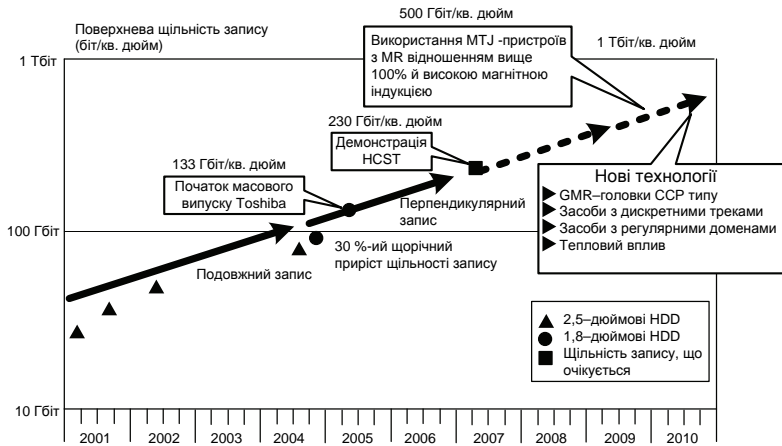 500 Гбіт/кв. дюйм
Поверхнева щільність запису
(біт/кв. дюйм)
Використання MTJ -пристроїв
з MR відношенням вище
100% й високою магнітною
індукцією
1 Тбіт/кв. дюйм
1 Тбіт
230 Гбіт/кв. дюйм
Демонстрація
HCST
133 Гбіт/кв. дюйм
Початок масового
випуску Toshiba
Перпендикулярний
запис
Нові технології
GMR–головки CCP типу
Засоби з дискретними треками
Засоби з регулярними доменами
Тепловий вплив
100 Гбіт
30 %-ий щорічний
приріст щільності запису
Подовжний запис
2,5–дюймові HDD
1,8–дюймові HDD
Щільність запису, що
очікується
10 Гбіт
2001 2002 2003 2004 2005 2006 2007 2008 2009 2010